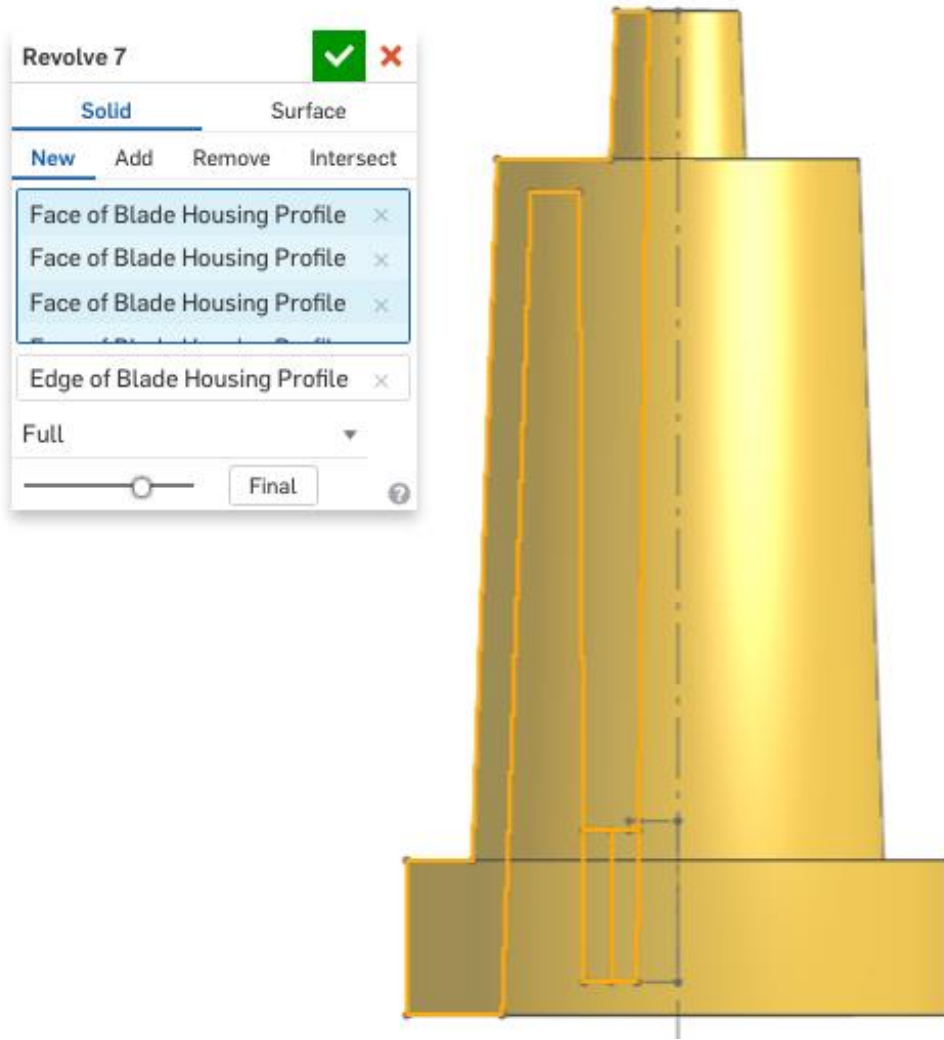 Revolve 7
Solid Surface
New Add Remove Intersect
Face of Blade Housing Profile
Face of Blade Housing Profile
Face of Blade Housing Profile
Edge of Blade Housing Profile
Full
Final